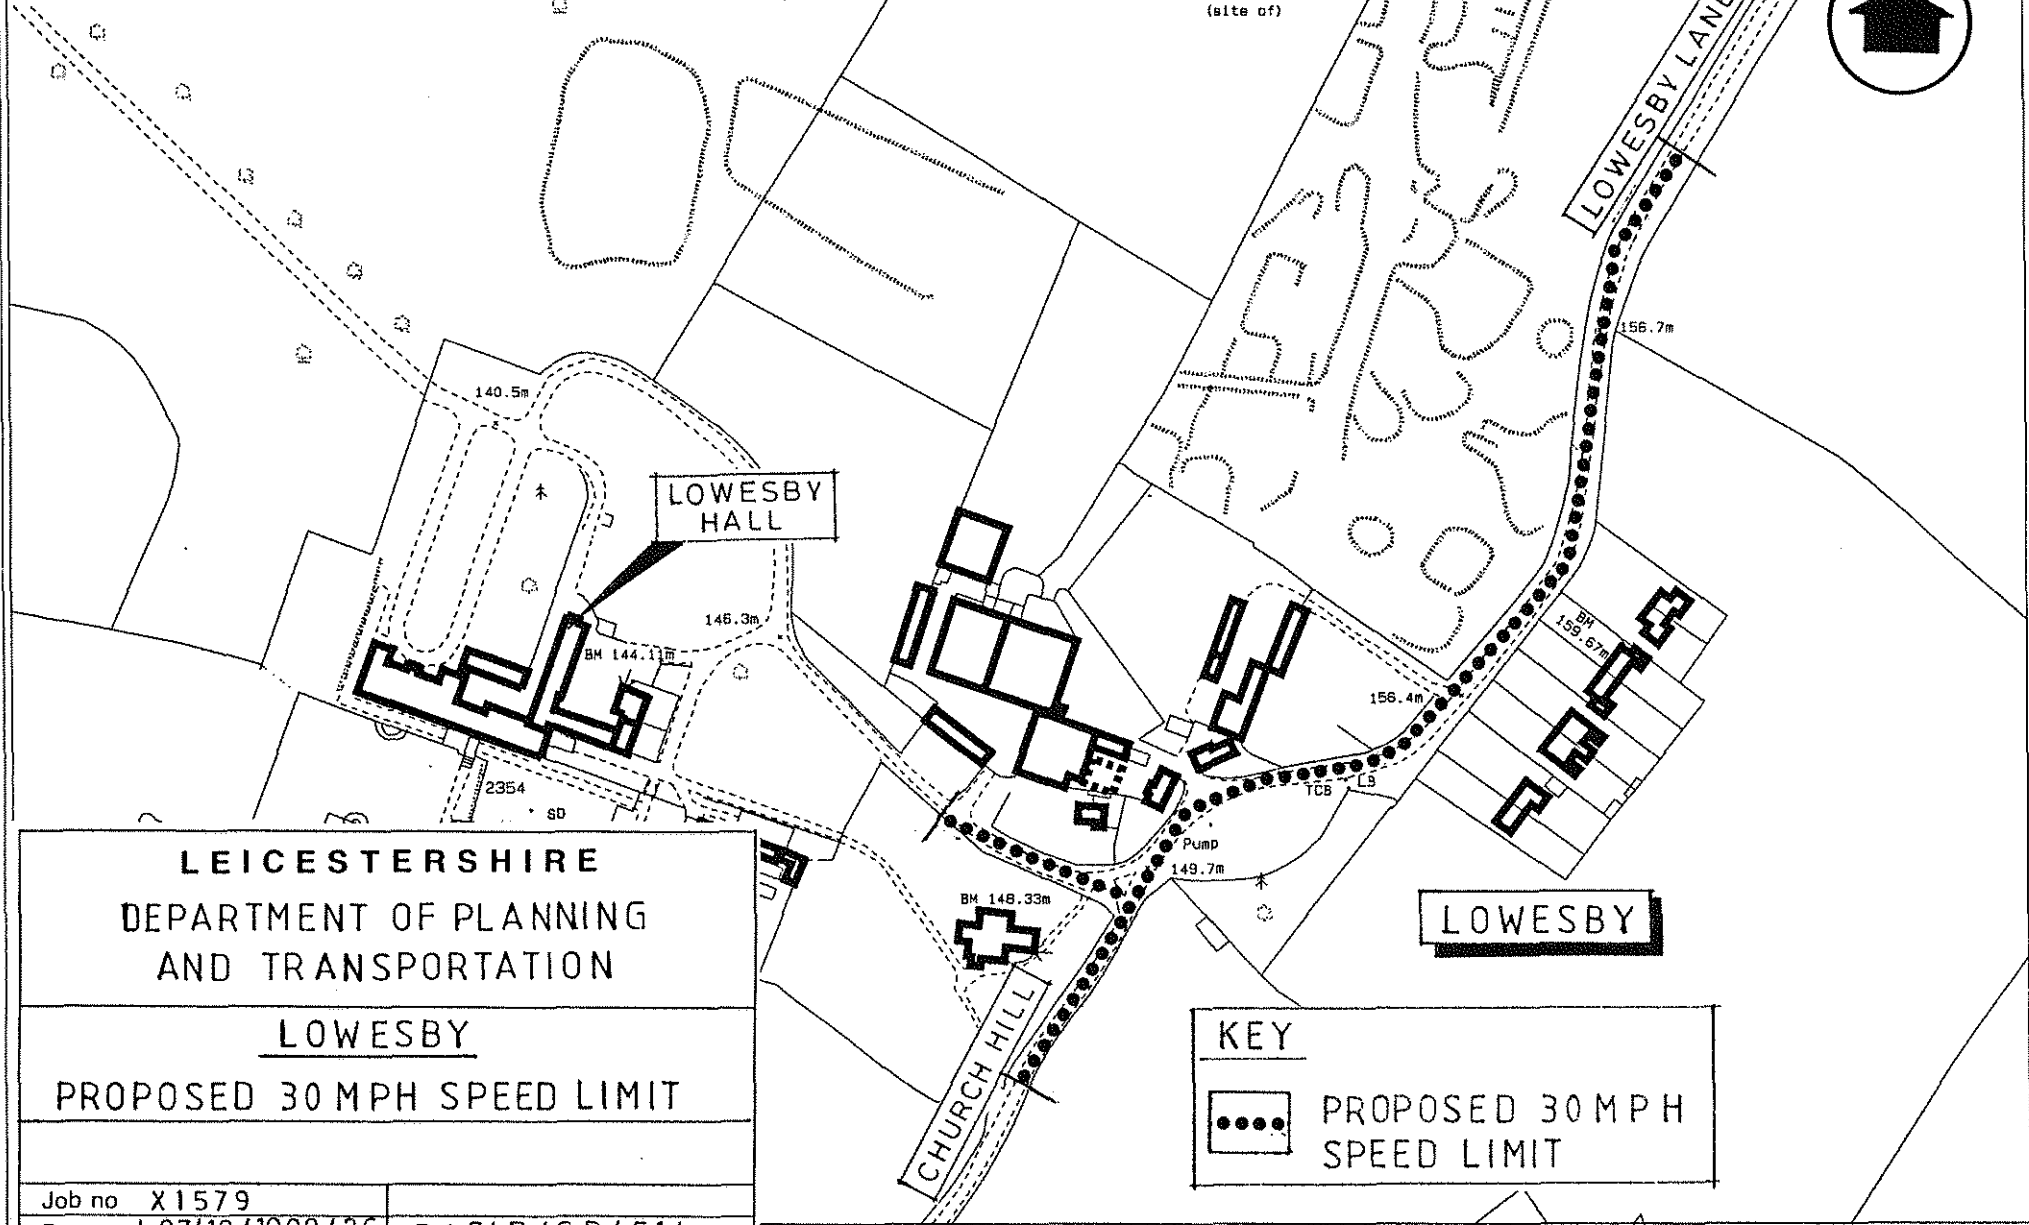 (site of)
LOWESBY LANE
156.7m
140.5m
LOWESBY
HALL
146.3m
BM 144.11m
BM
159.67m
156.4m
2354
SD
TCB
LB
Pump
149.7m
BM 148.33m
LOWESBY
CHURCH HILL
KEY
PROPOSED 30 MPH
SPEED LIMIT
LEICESTERSHIRE
DEPARTMENT OF PLANNING
AND TRANSPORTATION
LOWESBY
PROPOSED 30 MPH SPEED LIMIT
Job no X1579